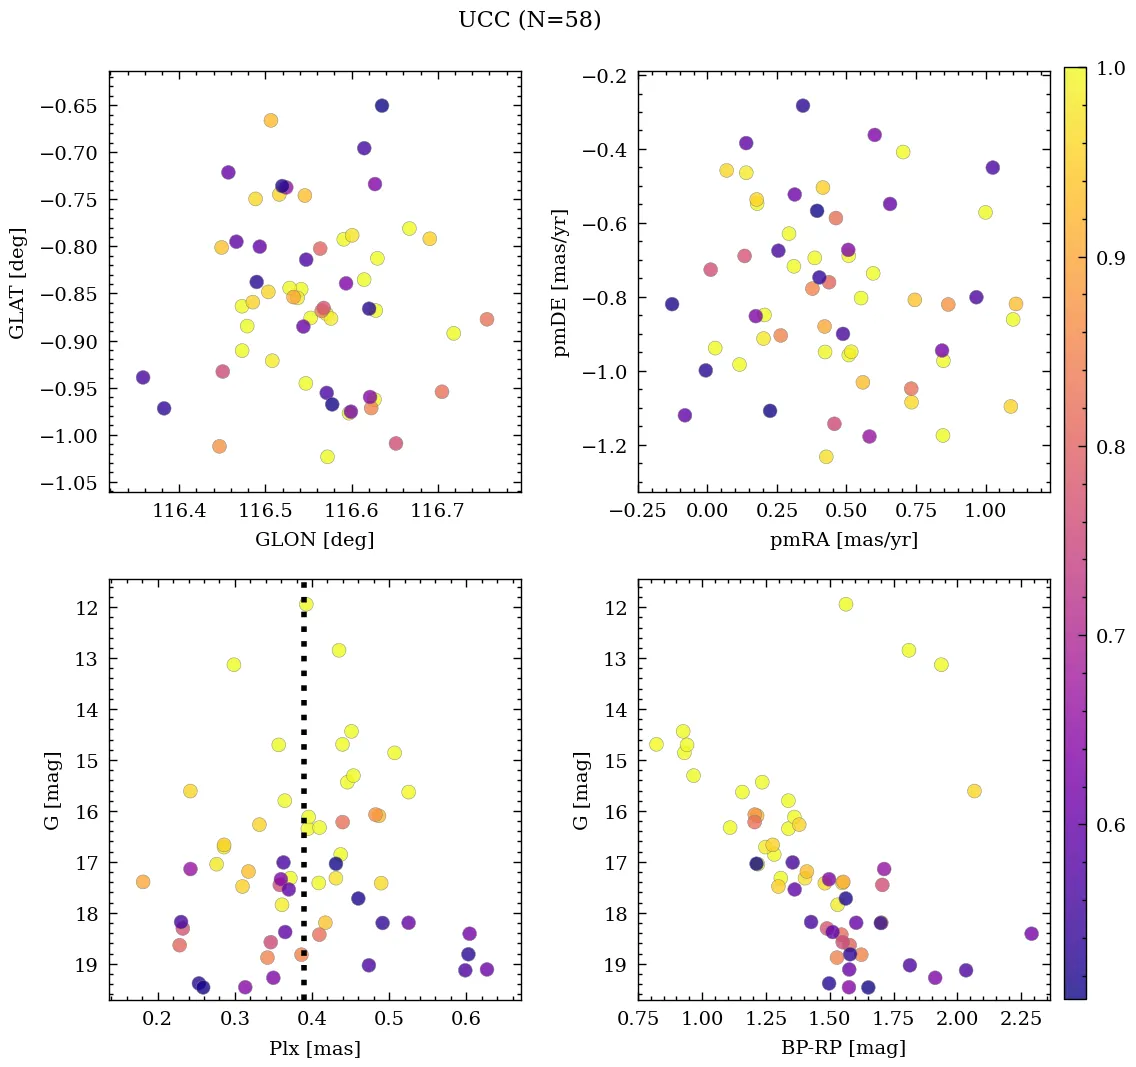 UCC (N=58)
−0.65
−0.70
−0.75
−0.80
−0.85
−0.90
−0.95
−1.00
−1.05
GLAT [deg]
116.4 116.5 116.6 116.7
GLON [deg]
−0.2
−0.4
−0.6
−0.8
−1.0
−1.2
pmDE [mas/yr]
−0.25 0.00 0.25 0.50 0.75 1.00
pmRA [mas/yr]
1.0
0.9
0.8
0.7
0.6
12
13
14
15
16
17
18
19
G [mag]
0.2 0.3 0.4 0.5 0.6
Plx [mas]
12
13
14
15
16
17
18
19
G [mag]
0.75 1.00 1.25 1.50 1.75 2.00 2.25
BP-RP [mag]